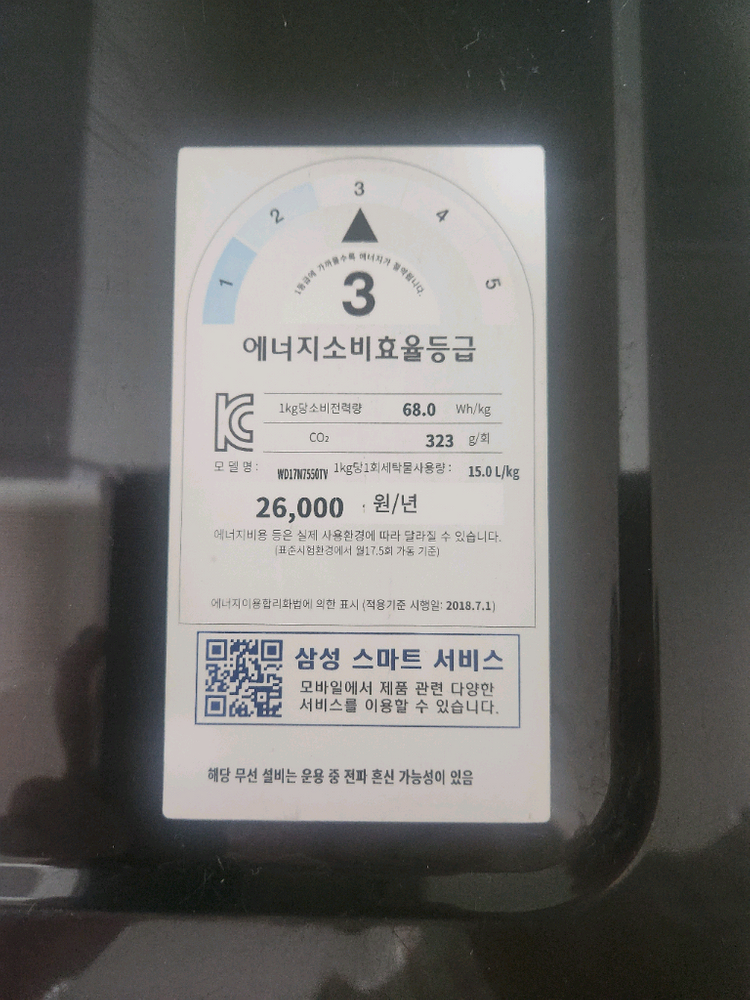 1 2 3 4 5
1등급에 가까울수록 에너지가 절약됩니다.
3
에너지소비효율등급
1kg당소비전력량 68.0 Wh/kg
CO₂ 323 g/회
모델명: WD17N7550TV 1kg당1회세탁물사용량: 15.0 L/kg
26,000 원/년
에너지비용 등은 실제 사용환경에 따라 달라질 수 있습니다.
(표준시험환경에서 월17.5회 가동 기준)
에너지이용합리화법에 의한 표시 (적용기준 시행일: 2018.7.1)
삼성 스마트 서비스
모바일에서 제품 관련 다양한
서비스를 이용할 수 있습니다.
해당 무선 설비는 운용 중 전파 혼신 가능성이 있음